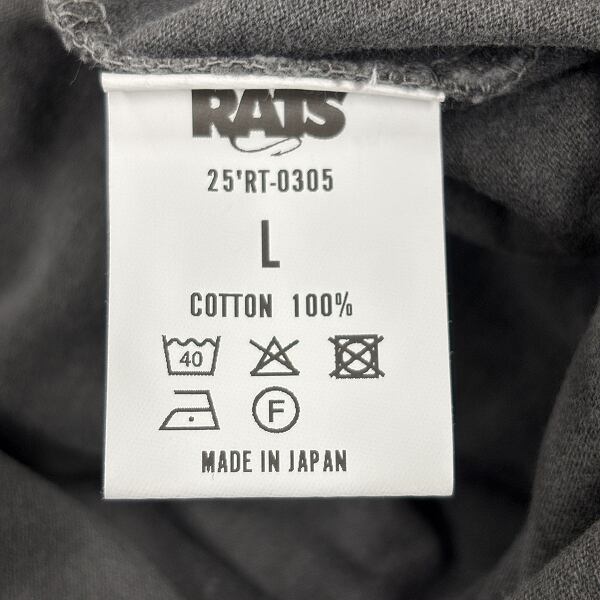 RATS
25'RT-0305
L
COTTON 100%
40
F
MADE IN JAPAN